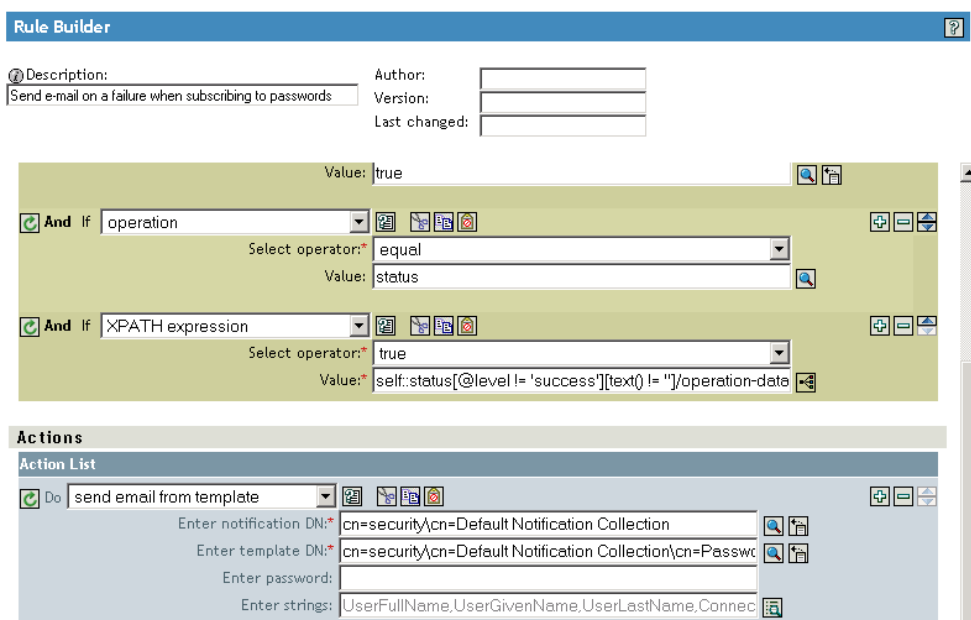 Rule Builder
Description:
Send e-mail on a failure when subscribing to passwords
Author:
Version:
Last changed:
Value: true
And If operation
Select operator:* equal
Value: status
And If XPATH expression
Select operator:* true
Value:* self::status[@level != 'success'][text() != '']/operation-data
Actions
Action List
Do send email from template
Enter notification DN:* cn=security\cn=Default Notification Collection
Enter template DN:* cn=security\cn=Default Notification Collection\cn=Passwo
Enter password:
Enter strings: UserFullName,UserGivenName,UserLastName,Connec